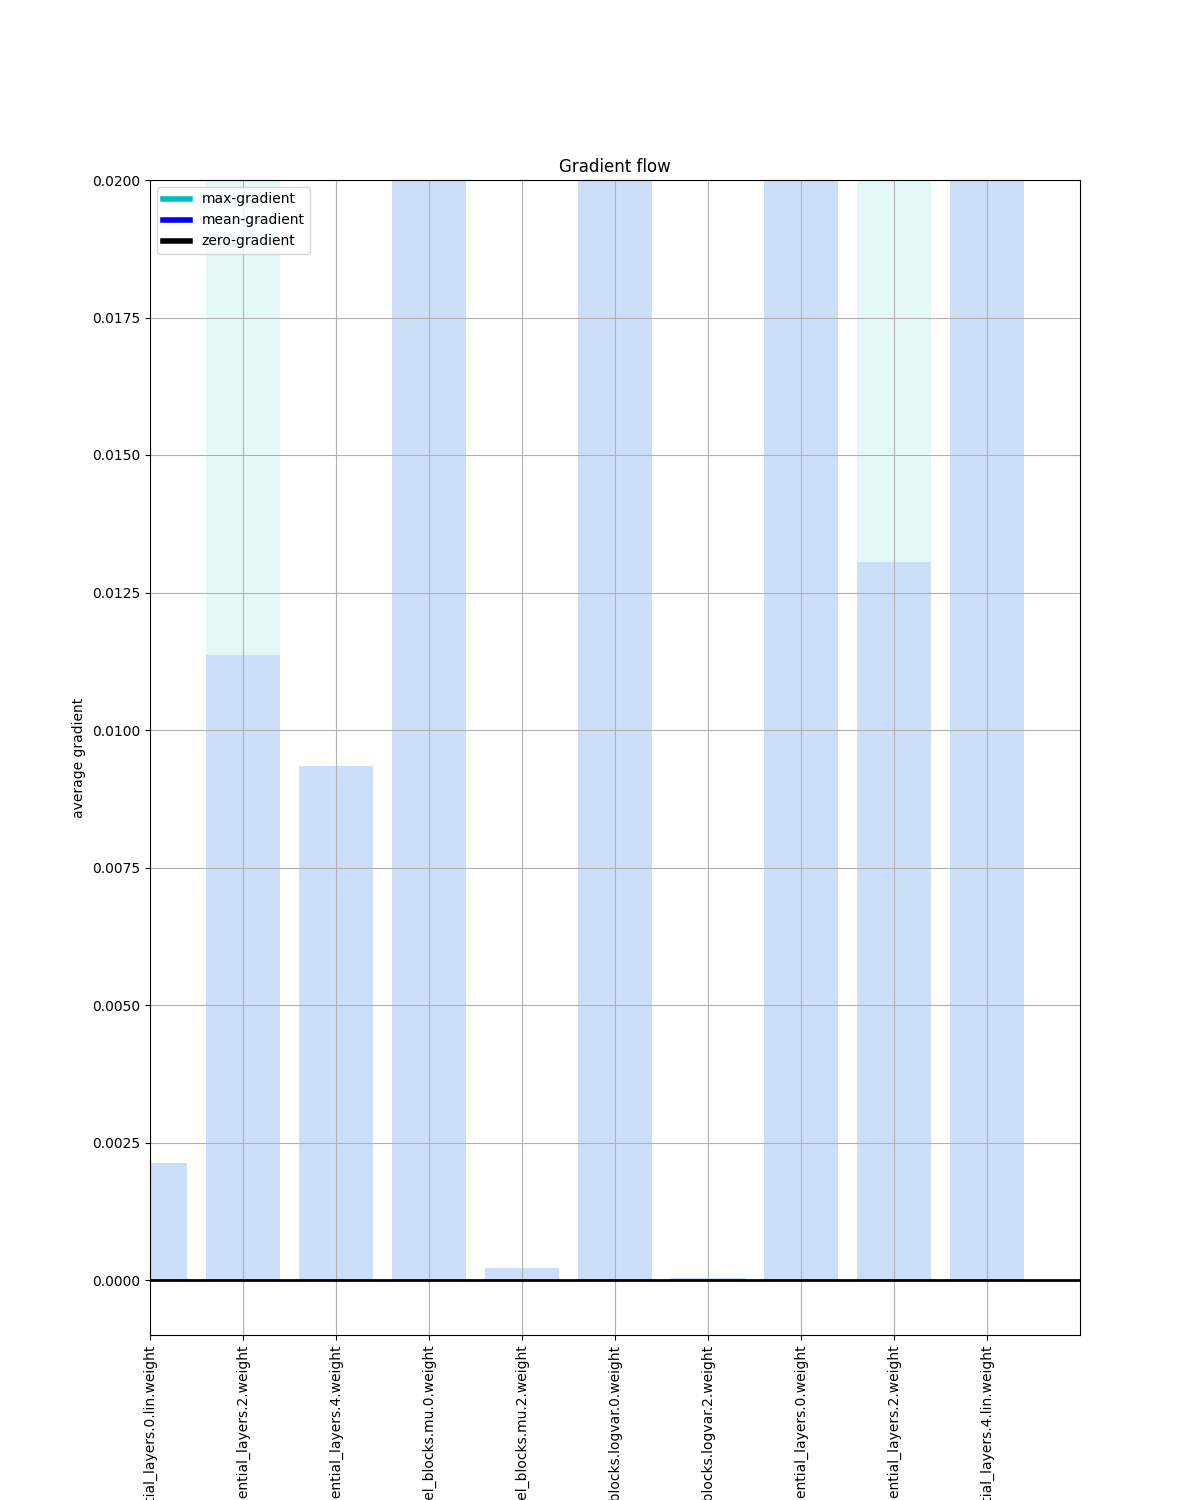 Gradient flow
max-gradient
mean-gradient
zero-gradient
0.0200
0.0175
0.0150
0.0125
0.0100
0.0075
0.0050
0.0025
0.0000
average gradient
tial_layers.0.lin.weight
ential_layers.2.weight
ential_layers.4.weight
el_blocks.mu.0.weight
el_blocks.mu.2.weight
blocks.logvar.0.weight
blocks.logvar.2.weight
ential_layers.0.weight
ential_layers.2.weight
tial_layers.4.lin.weight